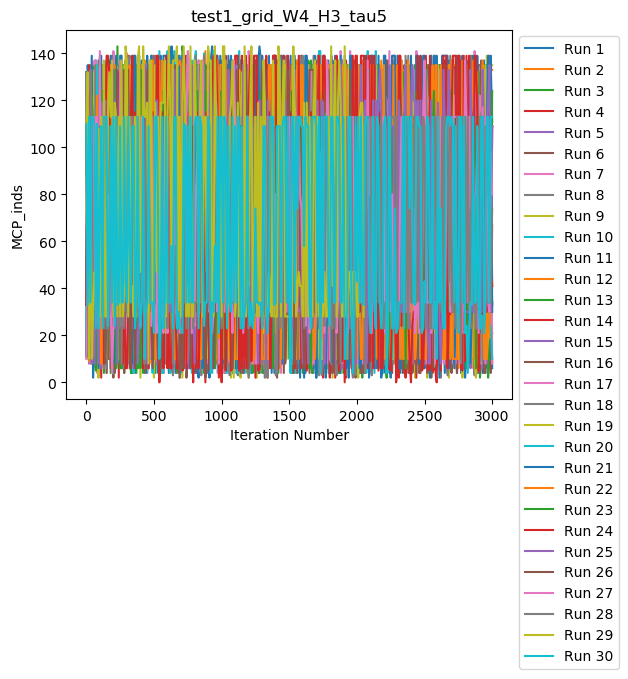 test1_grid_W4_H3_tau5
MCP_inds
140
120
100
80
60
40
20
0
0
500
1000
1500
2000
2500
3000
Iteration Number
Run 1
Run 2
Run 3
Run 4
Run 5
Run 6
Run 7
Run 8
Run 9
Run 10
Run 11
Run 12
Run 13
Run 14
Run 15
Run 16
Run 17
Run 18
Run 19
Run 20
Run 21
Run 22
Run 23
Run 24
Run 25
Run 26
Run 27
Run 28
Run 29
Run 30